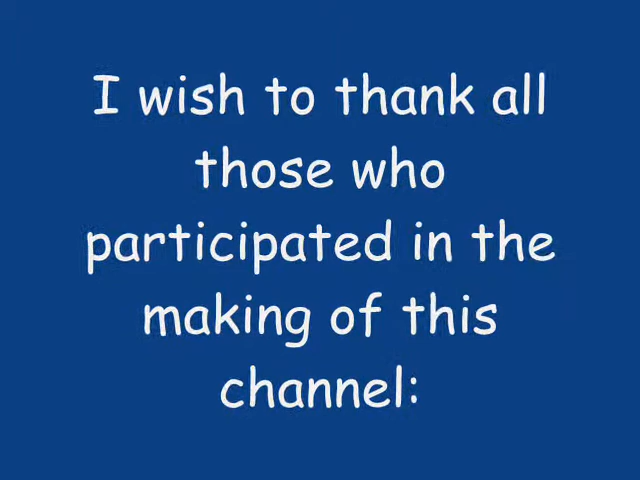 I wish to thank all
those who
participated in the
making of this
channel: